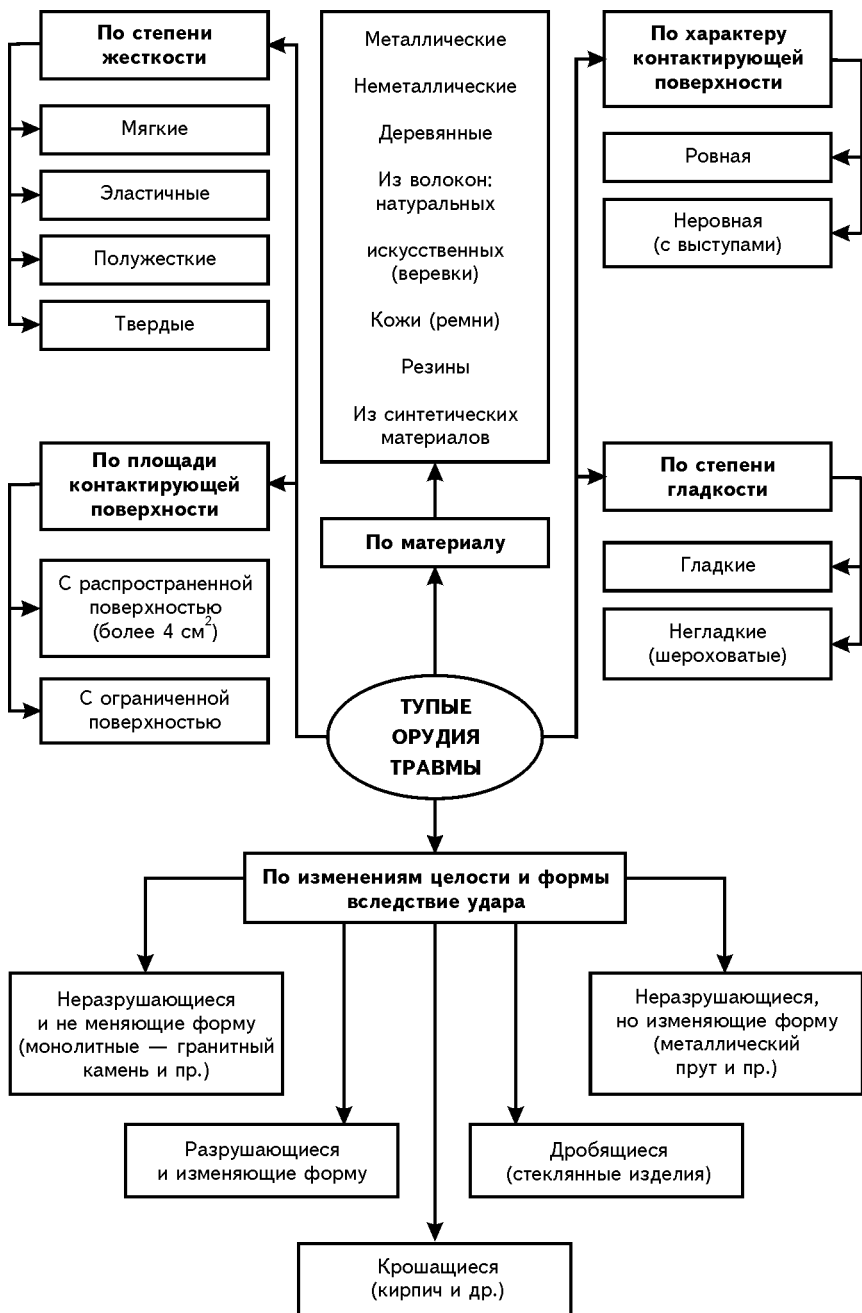 По степени
жесткости
Мягкие
Эластичные
Полужесткие
Твердые
Металлические
Неметаллические
Деревянные
Из волокон:
натуральных
искусственных
(веревки)
Кожи (ремни)
Резины
Из синтетических
материалов
По характеру
контактирующей
поверхности
Ровная
Неровная
(с выступами)
По площади
контактирующей
поверхности
С распространенной
поверхностью
(более 4 см²)
С ограниченной
поверхностью
По материалу
По степени
гладкости
Гладкие
Негладкие
(шероховатые)
ТУПЫЕ
ОРУДИЯ
ТРАВМЫ
По изменениям целости и формы
вследствие удара
Неразрушающиеся
и не меняющие форму
(монолитные — гранитный
камень и пр.)
Неразрушающиеся,
но изменяющие форму
(металлический
прут и пр.)
Разрушающиеся
и изменяющие форму
Дробящиеся
(стеклянные изделия)
Крошащиеся
(кирпич и др.)